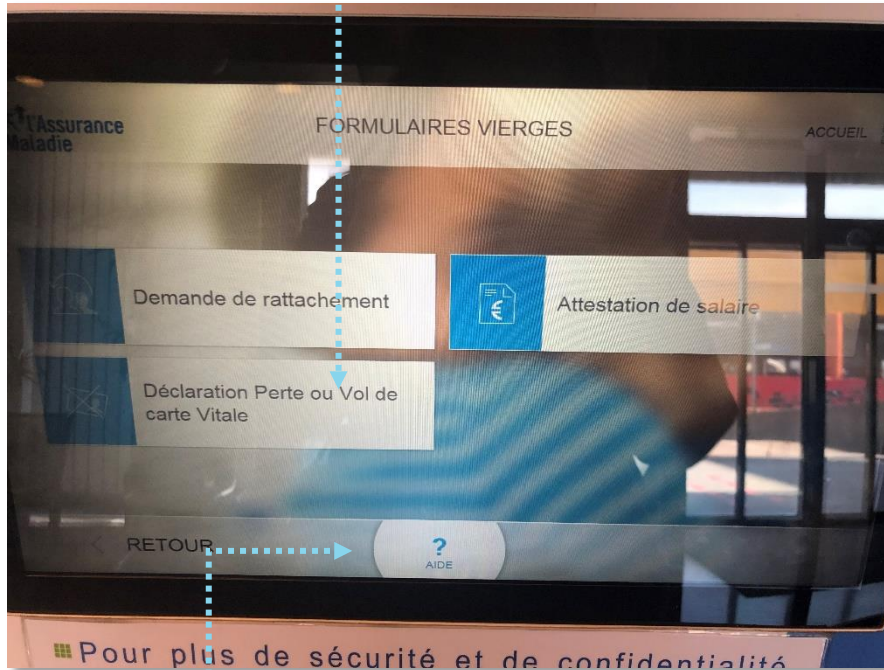 l'Assurance
Maladie
FORMULAIRES VIERGES
ACCUEIL
Demande de rattachement
Attestation de salaire
Déclaration Perte ou Vol de
carte Vitale
< RETOUR
?
AIDE
Pour plus de sécurité et de confidentialité